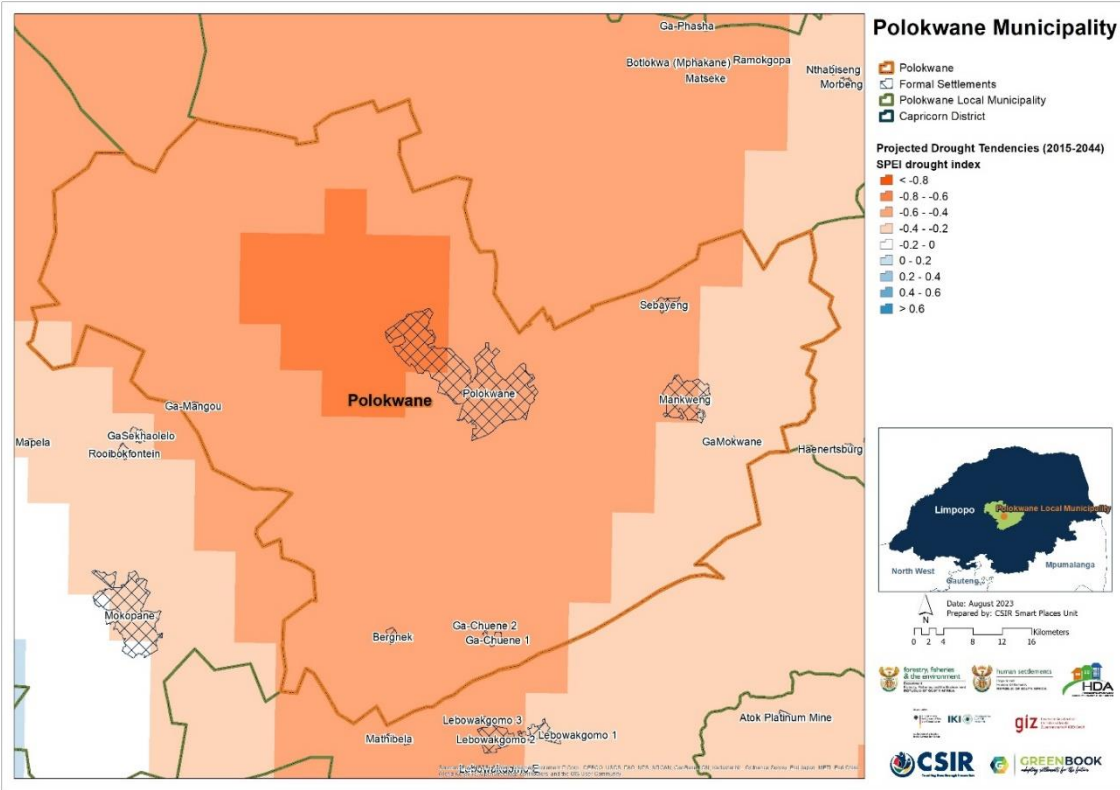 Polokwane Municipality
Polokwane
Formal Settlements
Polokwane Local Municipality
Capricorn District
Projected Drought Tendencies (2015-2044)
SPEI drought index
< -0.8
-0.8 - -0.6
-0.6 - -0.4
-0.4 - -0.2
-0.2 - 0
0 - 0.2
0.2 - 0.4
0.4 - 0.6
> 0.6
Ga-Phasha
Botlokwa (Mphakane)
Ramokgopa
Matseke
Nthabiseng
Morbeng
Sebayeng
Polokwane
Polokwane
Mankweng
GaMokwane
Haenertsburg
Ga-Mangou
GaSekhaolelo
Rooibokfontein
Mapela
Mokopane
Bergnek
Ga-Chuene 2
Ga-Chuene 1
Lebowakgomo 3
Lebowakgomo 2
Lebowakgomo 1
Mathibela
Atok Platinum Mine
Limpopo
Polokwane Local Municipality
North West
Gauteng
Mpumalanga
N
Date: August 2023
Prepared by: CSIR Smart Places Unit
0 2 4 8 12 16
Kilometers
forestry, fisheries
& the environment
human settlements
HDA
IKI
giz
CSIR
GREENBOOK